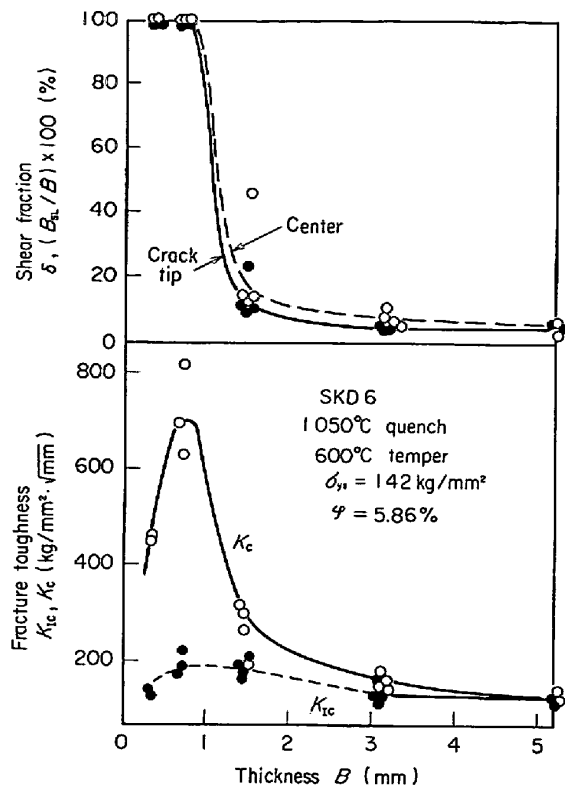 100
80
60
40
20
0
Shear fraction
δ, (B_SL/B) × 100 (%)
Center
Crack
tip
800
600
400
200
Fracture toughness
K_IC, K_C (kg/mm²·√mm)
SKD 6
1 050°C quench
600°C temper
σ_ys = 142 kg/mm²
φ = 5.86%
K_C
K_IC
0 1 2 3 4 5
Thickness B (mm)